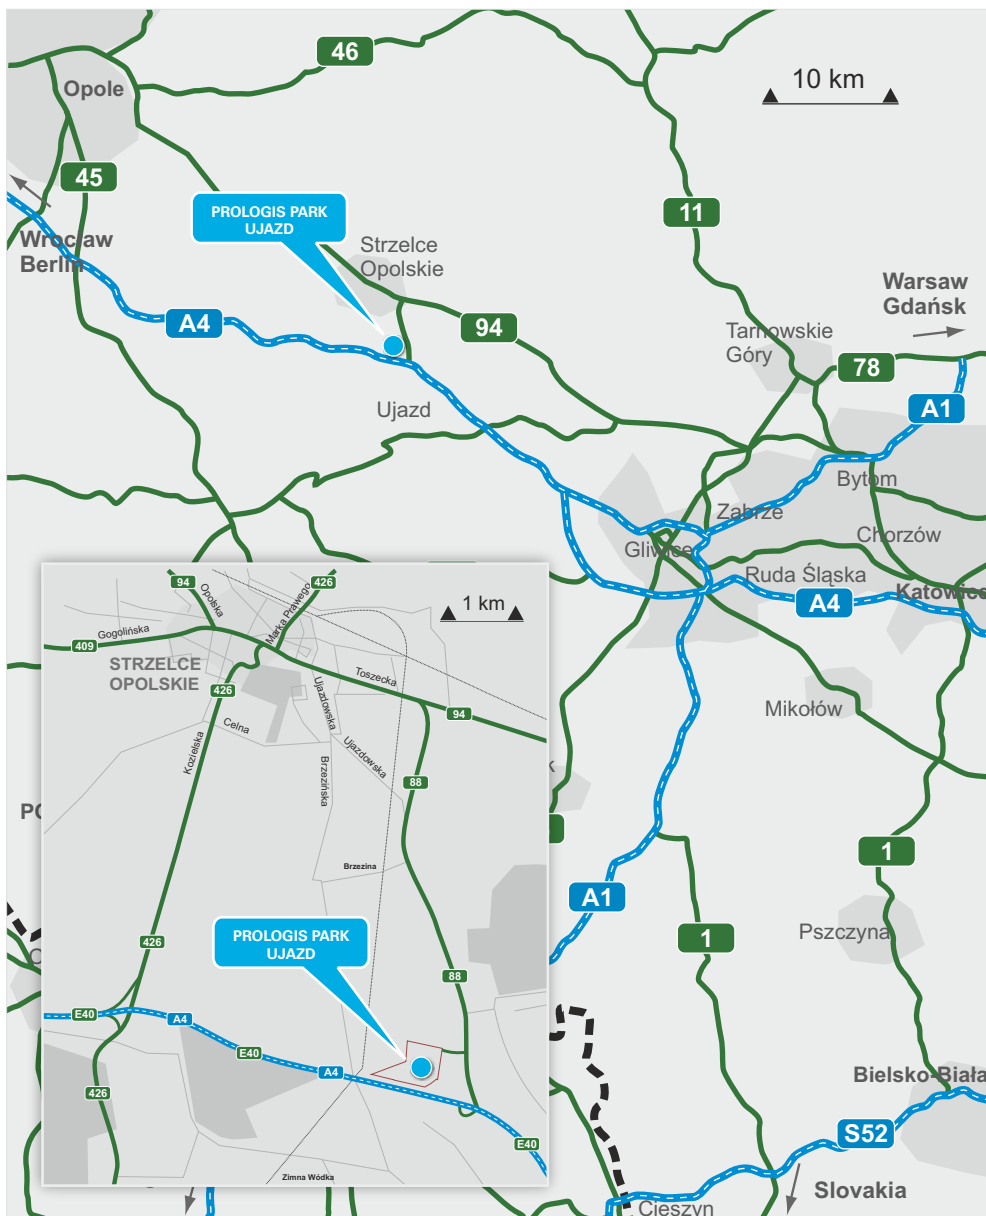 46
10 km
Opole
45
PROLOGIS PARK
UJAZD
11
Wrocław
Berlin
Strzelce
Opolskie
Warsaw
Gdańsk
A4
94
Tarnowskie
Góry
78
A1
Ujazd
Bytom
Zabrze
Chorzów
Gliwice
Ruda Śląska
A4
Katowice
Mikołów
A1
1
1
Pszczyna
Bielsko-Biała
S52
Slovakia
Cieszyn
94
426
Opolska
Marka Prawego
1 km
Gogolińska
409
STRZELCE
OPOLSKIE
426
Toszecka
94
Ujazdowska
Celna
Kozielska
Ujazdowska
Brzezińska
88
Brzezina
426
PROLOGIS PARK
UJAZD
88
E40
A4
E40
A4
426
E40
Zimna Wódka